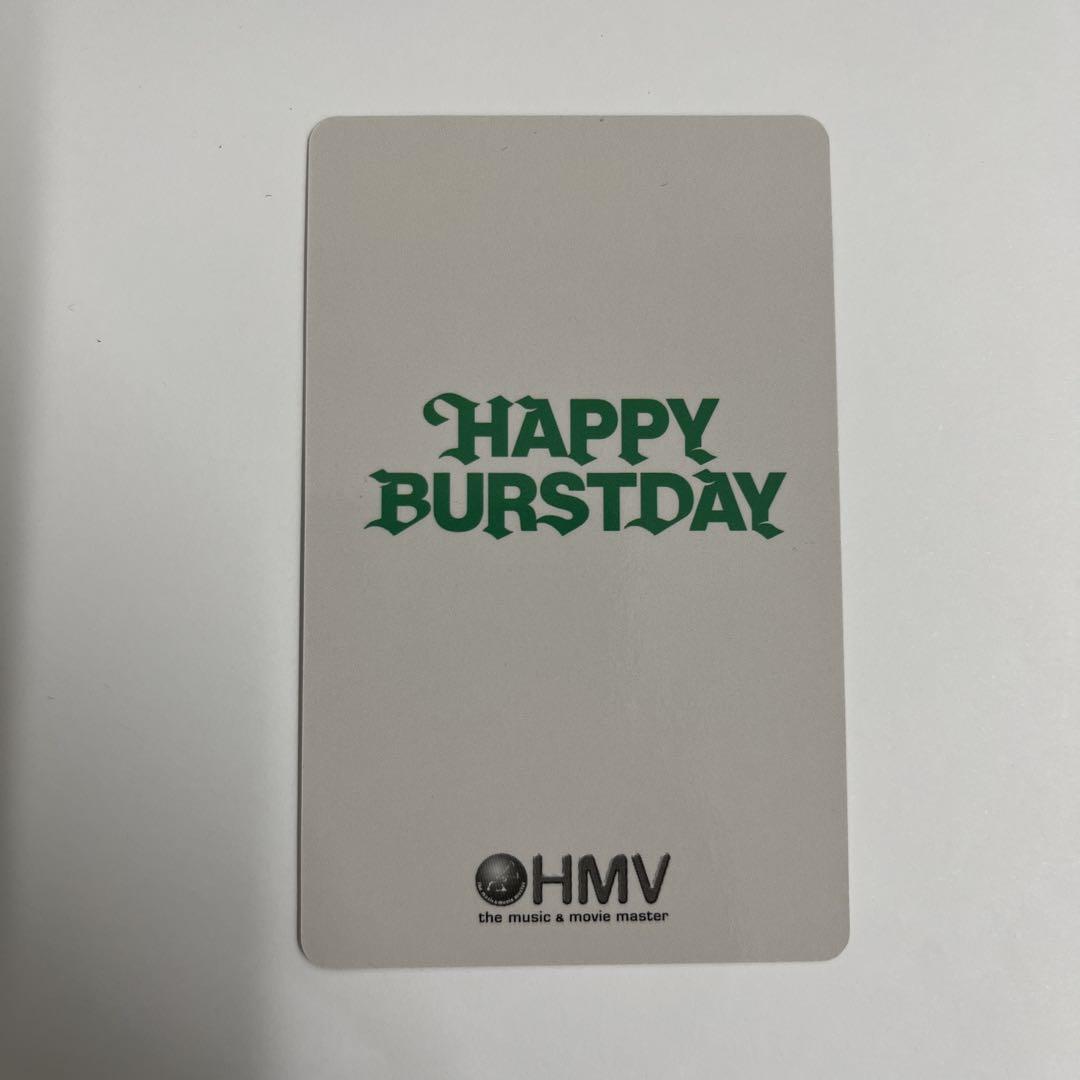 HAPPY
BURSTDAY
HMV
the music & movie master